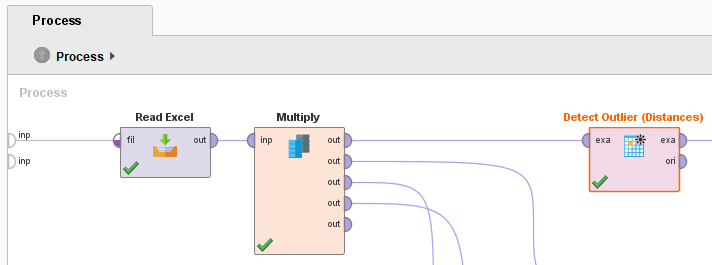 Process
Process
Process
Read Excel
Multiply
Detect Outlier (Distances)
inp
inp
fil
out
inp
out
out
out
out
out
exa
exa
ori